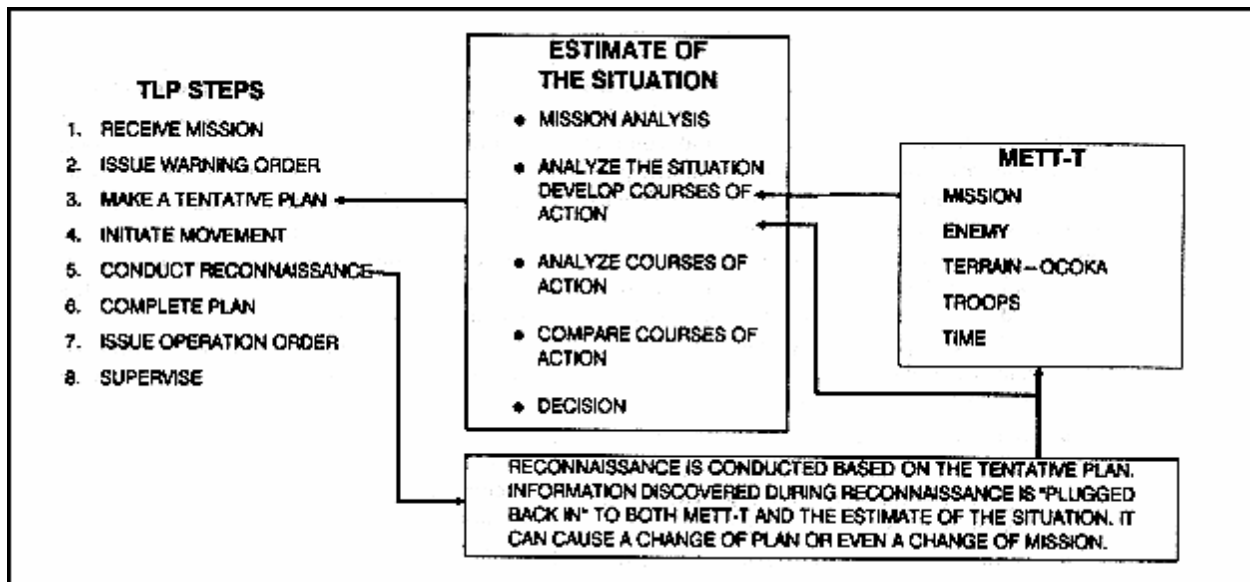 TLP STEPS
1. RECEIVE MISSION
2. ISSUE WARNING ORDER
3. MAKE A TENTATIVE PLAN
4. INITIATE MOVEMENT
5. CONDUCT RECONNAISSANCE
6. COMPLETE PLAN
7. ISSUE OPERATION ORDER
8. SUPERVISE
ESTIMATE OF
THE SITUATION
• MISSION ANALYSIS
• ANALYZE THE SITUATION
DEVELOP COURSES OF
ACTION
• ANALYZE COURSES OF
ACTION
• COMPARE COURSES OF
ACTION
• DECISION
METT-T
MISSION
ENEMY
TERRAIN – OCOKA
TROOPS
TIME
RECONNAISSANCE IS CONDUCTED BASED ON THE TENTATIVE PLAN.
INFORMATION DISCOVERED DURING RECONNAISSANCE IS "PLUGGED
BACK IN" TO BOTH METT-T AND THE ESTIMATE OF THE SITUATION. IT
CAN CAUSE A CHANGE OF PLAN OR EVEN A CHANGE OF MISSION.